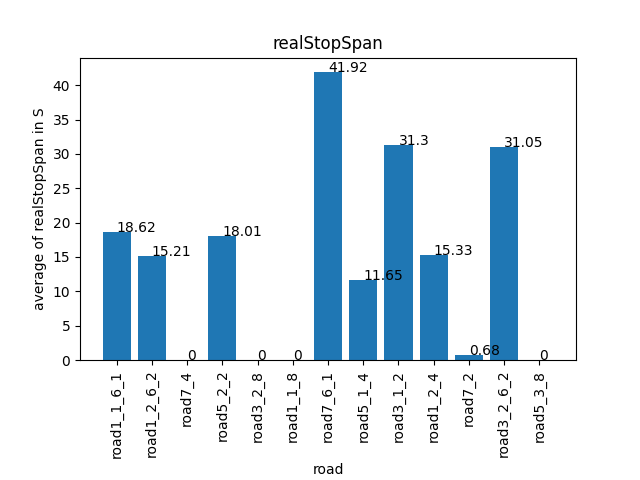 realStopSpan
average of realStopSpan in S
40
35
30
25
20
15
10
5
0
18.62
15.21
0
18.01
0
0
41.92
11.65
31.3
15.33
0.68
31.05
0
road1_1_6_1
road1_2_6_2
road7_4
road5_2_2
road3_2_8
road1_1_8
road7_6_1
road5_1_4
road3_1_2
road1_2_4
road7_2
road3_2_6_2
road5_3_8
road